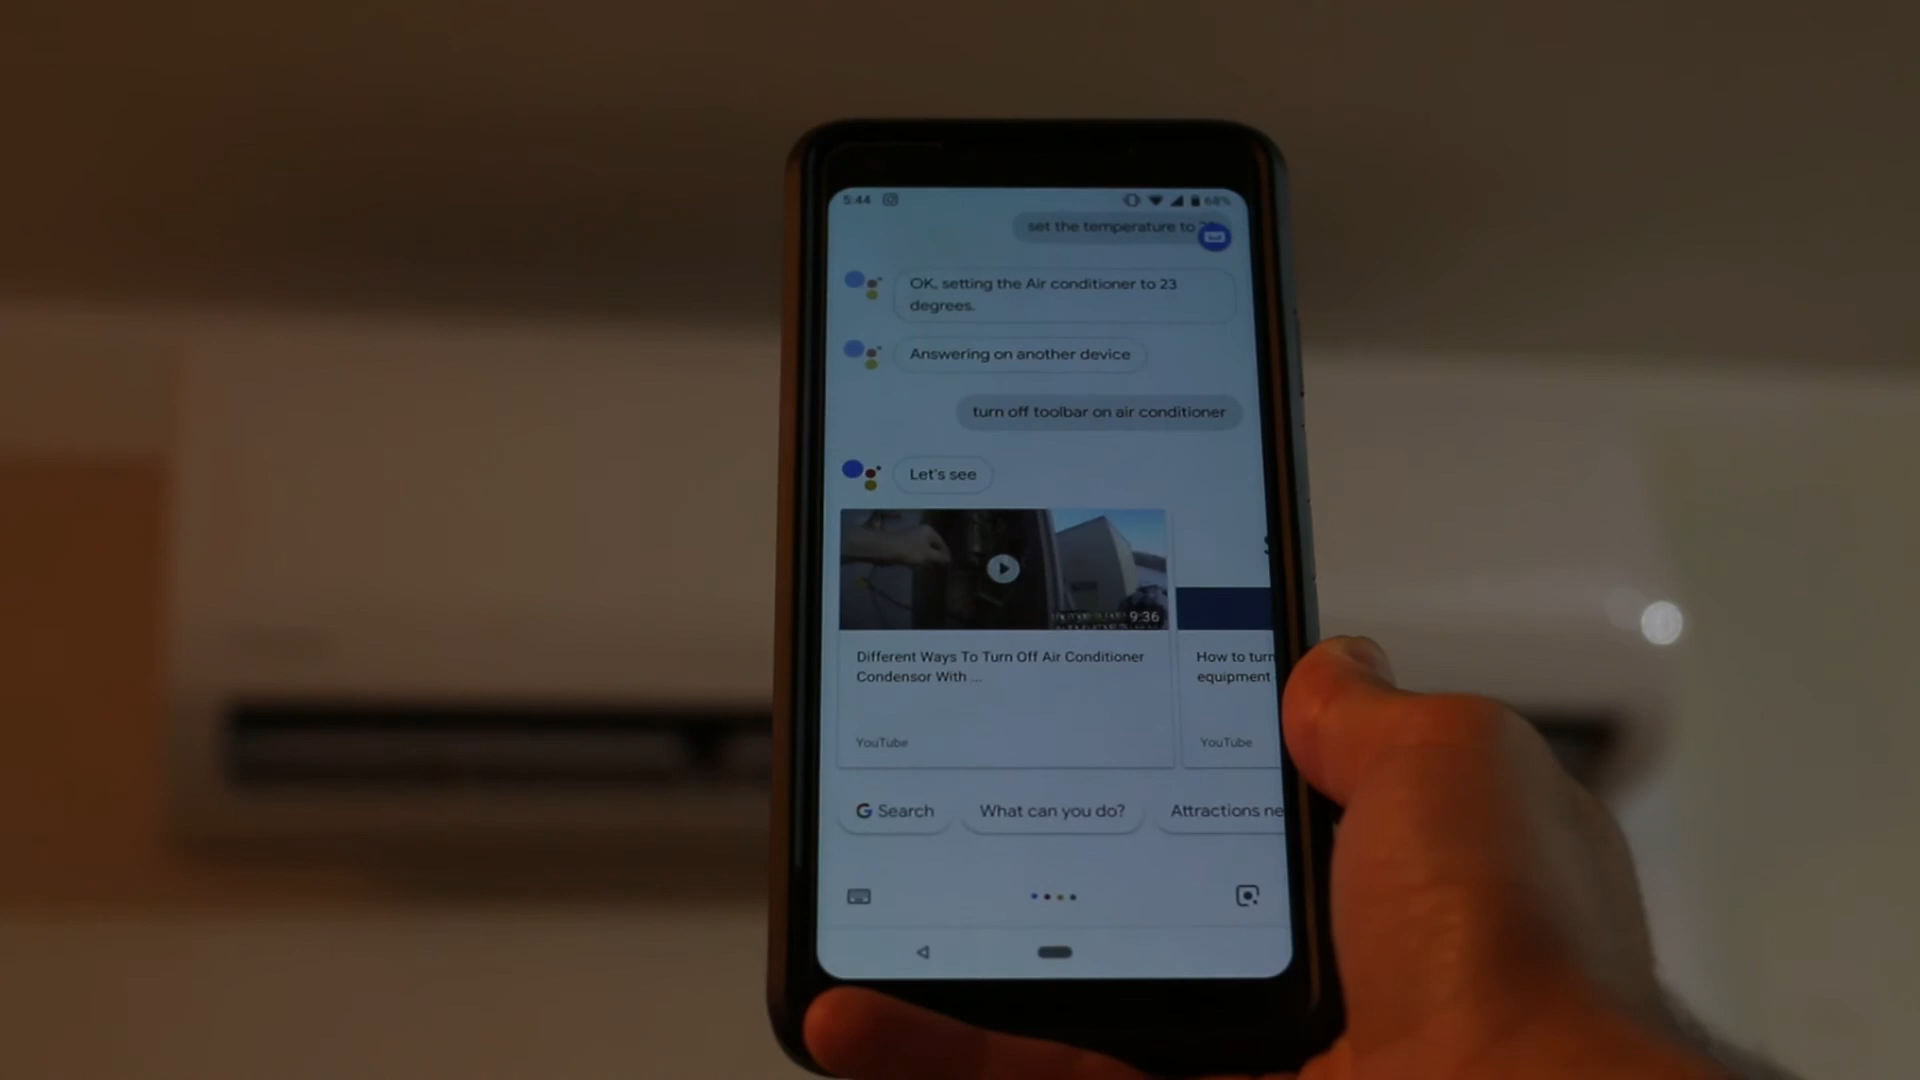 5:44
68%
set the temperature to
OK, setting the Air conditioner to 23
degrees.
Answering on another device
turn off toolbar on air conditioner
Let's see
9:36
Different Ways To Turn Off Air Conditioner
Condensor With ...
YouTube
How to turn
equipment
YouTube
G Search
What can you do?
Attractions ne